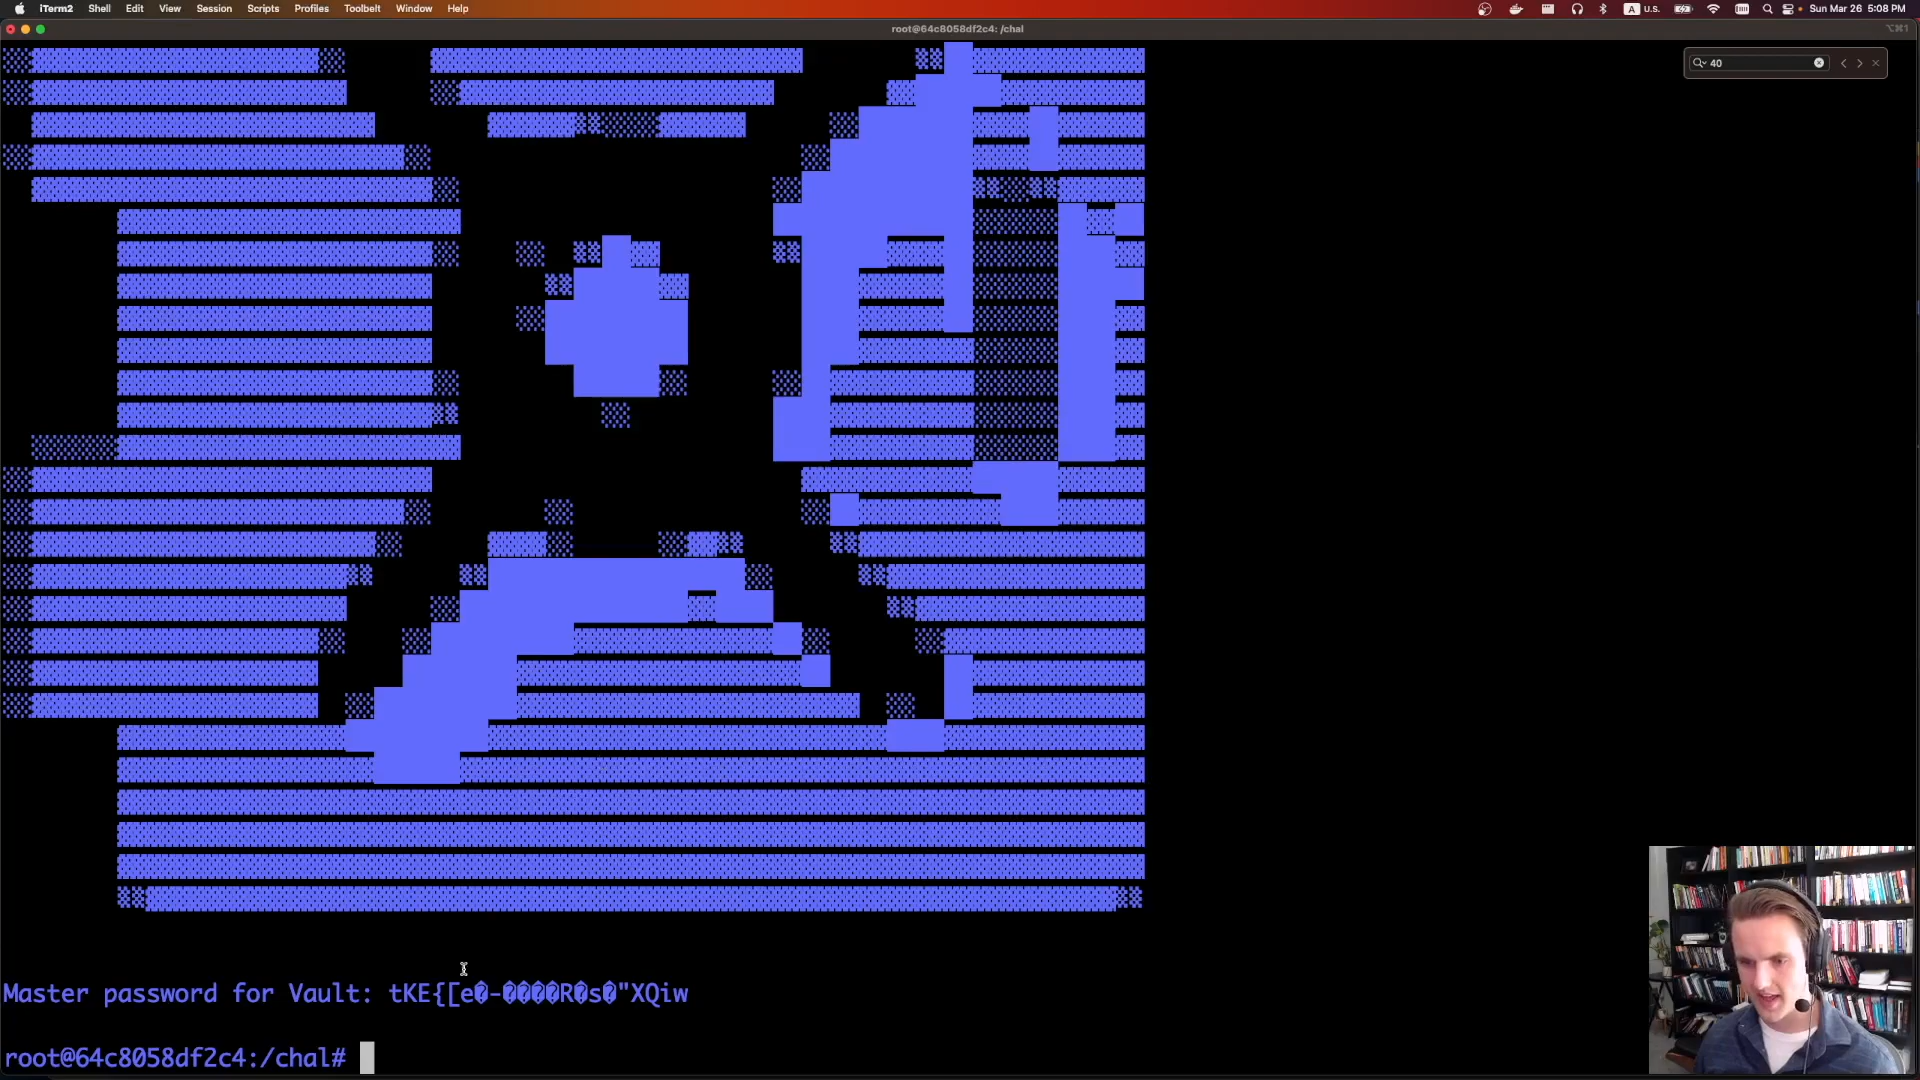 iTerm2 Shell Edit View Session Scripts Profiles Toolbelt Window Help
A U.S. Sun Mar 26 5:08 PM
root@64c8058df2c4: /chal
⌥⌘1
40
Master password for Vault: tKE{[e�-����R�s�"XQiw
root@64c8058df2c4:/chal#